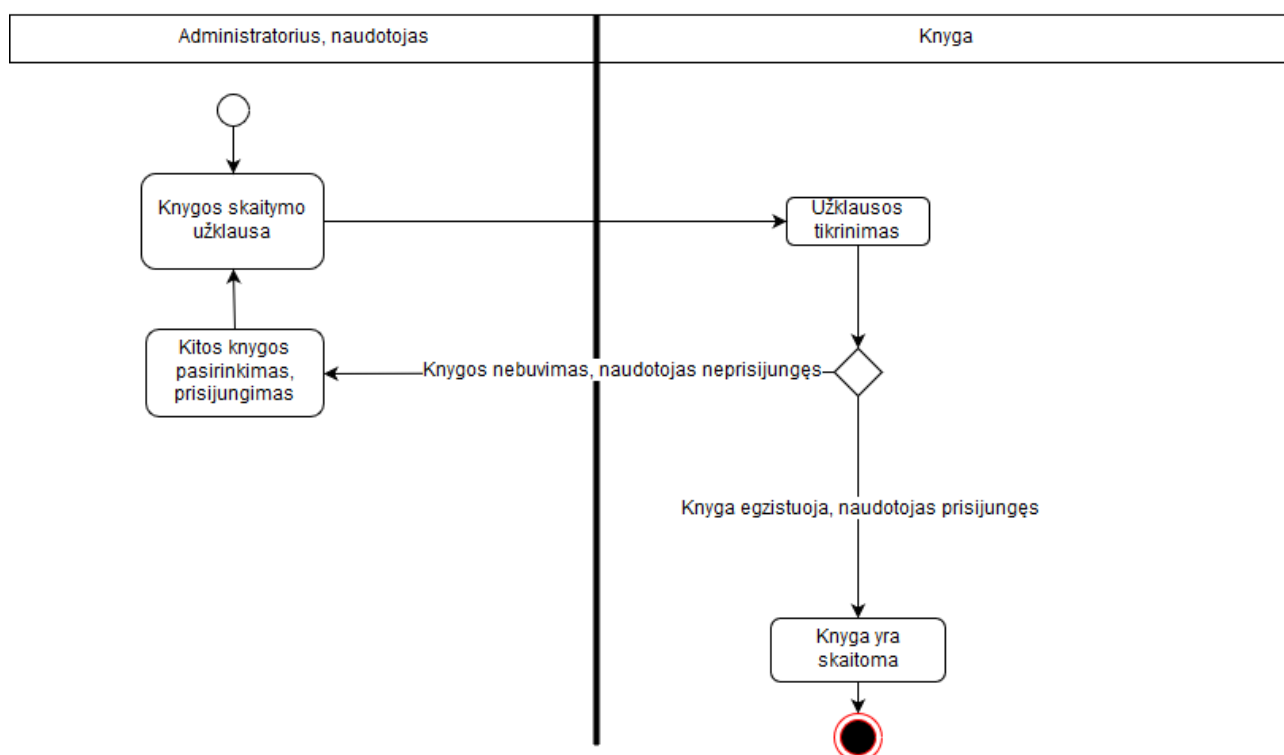 Administratorius, naudotojas
Knyga
Knygos skaitymo
užklausa
Užklausos
tikrinimas
Kitos knygos
pasirinkimas,
prisijungimas
Knygos nebuvimas, naudotojas neprisijungęs
Knyga egzistuoja, naudotojas prisijungęs
Knyga yra
skaitoma